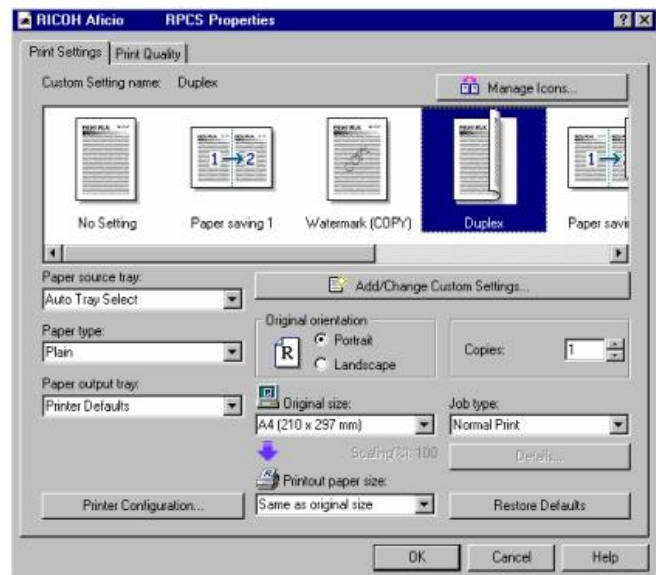 RICOH Aficio RPCS Properties
Print Settings
Print Quality
Custom Setting name: Duplex
Manage Icons...
1 2
1
No Setting
Paper saving 1
Watermark (COPY)
Duplex
Paper savi
Paper source tray:
Auto Tray Select
Add/Change Custom Settings...
Paper type:
Plain
Original orientation
R
Portrait
Landscape
Copies: 1
Paper output tray:
Printer Defaults
Original size:
A4 (210 x 297 mm)
Job type:
Normal Print
Scaling(%): 100
Details...
Printout paper size:
Same as original size
Printer Configuration...
Restore Defaults
OK
Cancel
Help